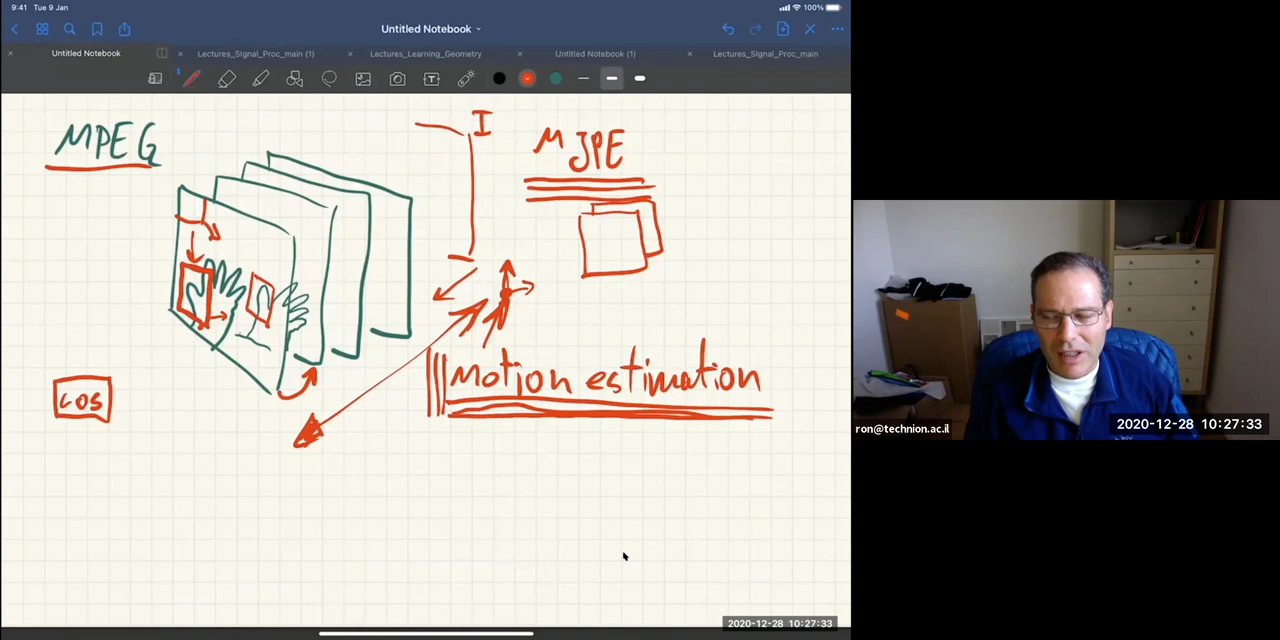 9:41 Tue 9 Jan
100%
Untitled Notebook
Untitled Notebook
Lectures_Signal_Proc_main (1)
Lectures_Learning_Geometry
Untitled Notebook (1)
Lectures_Signal_Proc_main
T
MPEG
I
MJPE
Motion estimation
cos
ron@technion.ac.il
2020-12-28 10:27:33
2020-12-28 10:27:33